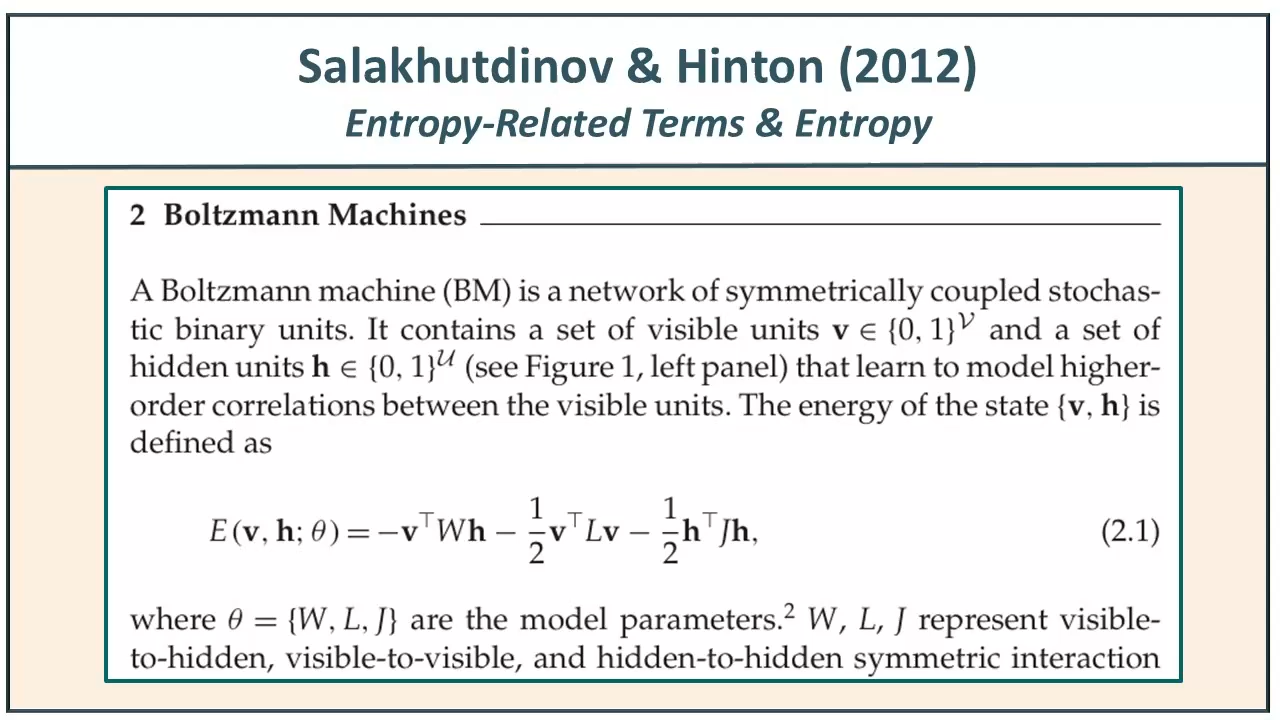 Salakhutdinov & Hinton (2012)
Entropy-Related Terms & Entropy
2 Boltzmann Machines
A Boltzmann machine (BM) is a network of symmetrically coupled stochas-
tic binary units. It contains a set of visible units v ∈ {0, 1}^𝒱 and a set of
hidden units h ∈ {0, 1}^𝒰 (see Figure 1, left panel) that learn to model higher-
order correlations between the visible units. The energy of the state {v, h} is
defined as
E(v, h; θ) = −v⊤Wh − 1/2 v⊤Lv − 1/2 h⊤Jh, (2.1)
where θ = {W, L, J} are the model parameters.² W, L, J represent visible-
to-hidden, visible-to-visible, and hidden-to-hidden symmetric interaction